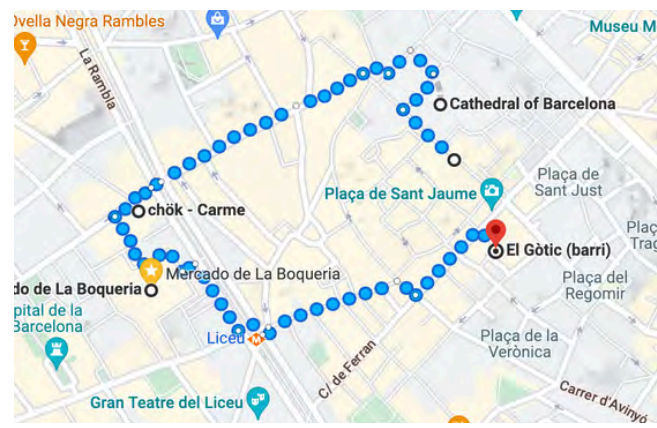 Ovella Negra Rambles
Museu M
La Rambla
Cathedral of Barcelona
Plaça de
Sant Just
Plaça de Sant Jaume
chök - Carme
Plaç
Trag
El Gòtic (barri)
Mercado de La Boqueria
do de La Boqueria
Plaça del
Regomir
pital de la
Barcelona
Liceu
M
Plaça de la
Verònica
C/ de Ferran
Carrer d'Avinyó
Gran Teatre del Liceu